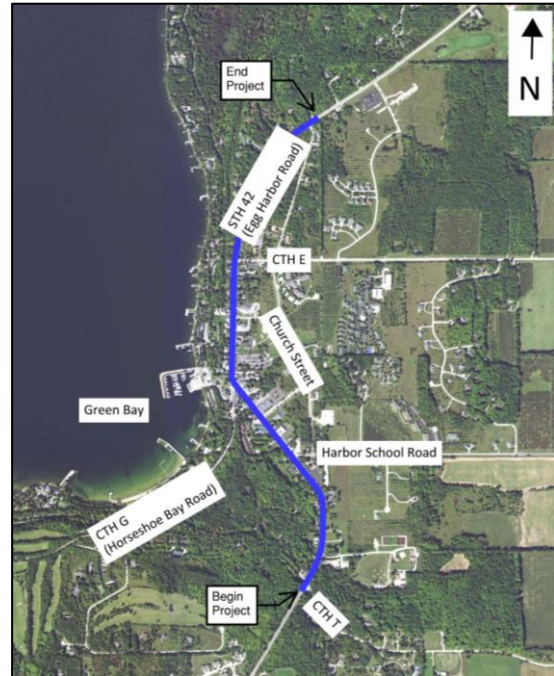 N
End
Project
STH 42
(Egg Harbor Road)
CTH E
Church Street
Green Bay
Harbor School Road
CTH G
(Horseshoe Bay Road)
Begin
Project
CTH T